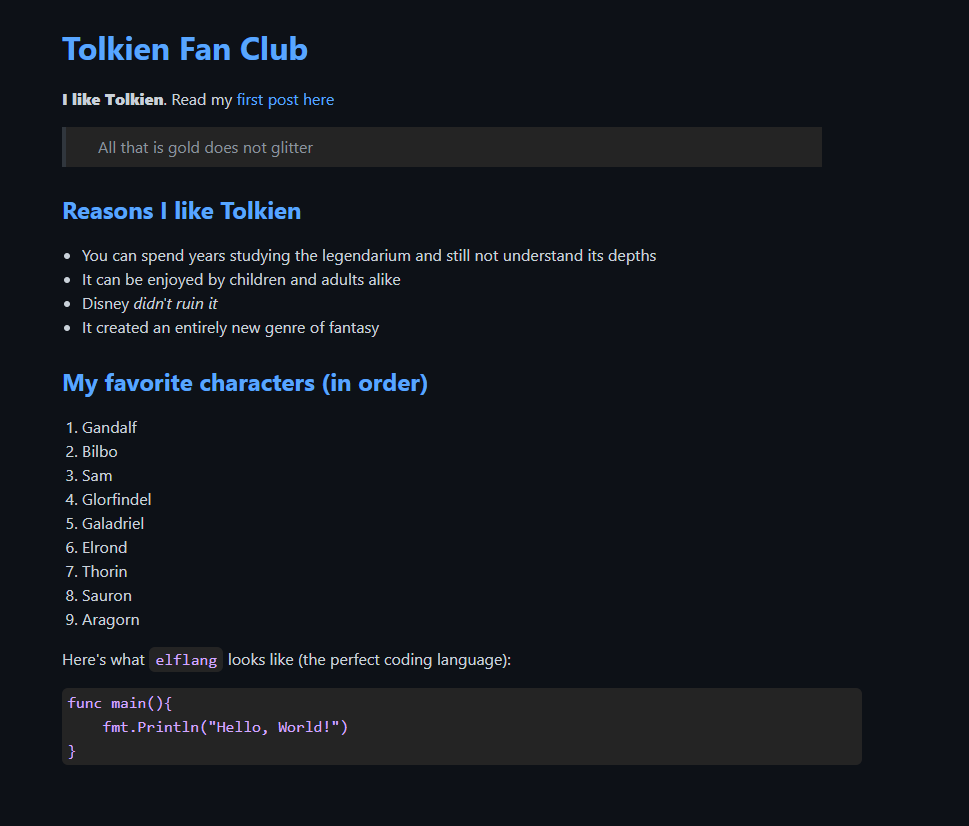 Tolkien Fan Club
I like Tolkien. Read my first post here
All that is gold does not glitter
Reasons I like Tolkien
• You can spend years studying the legendarium and still not understand its depths
• It can be enjoyed by children and adults alike
• Disney didn't ruin it
• It created an entirely new genre of fantasy
My favorite characters (in order)
1. Gandalf
2. Bilbo
3. Sam
4. Glorfindel
5. Galadriel
6. Elrond
7. Thorin
8. Sauron
9. Aragorn
Here's what elflang looks like (the perfect coding language):
func main(){
    fmt.Println("Hello, World!")
}